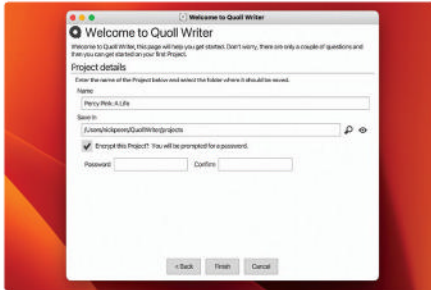 Welcome to Quoll Writer
Welcome to Quoll Writer
Welcome to Quoll Writer, this page will help you get started. Don't worry, there are only a couple of questions and
then you can get started on your first Project.
Project details
Enter the name of the Project below and select the folder where it should be saved.
Name
Percy Pink: A Life
Save In
/Users/nickpeers/QuollWriter/projects
Encrypt this Project? You will be prompted for a password.
Password Confirm
< Back Finish Cancel